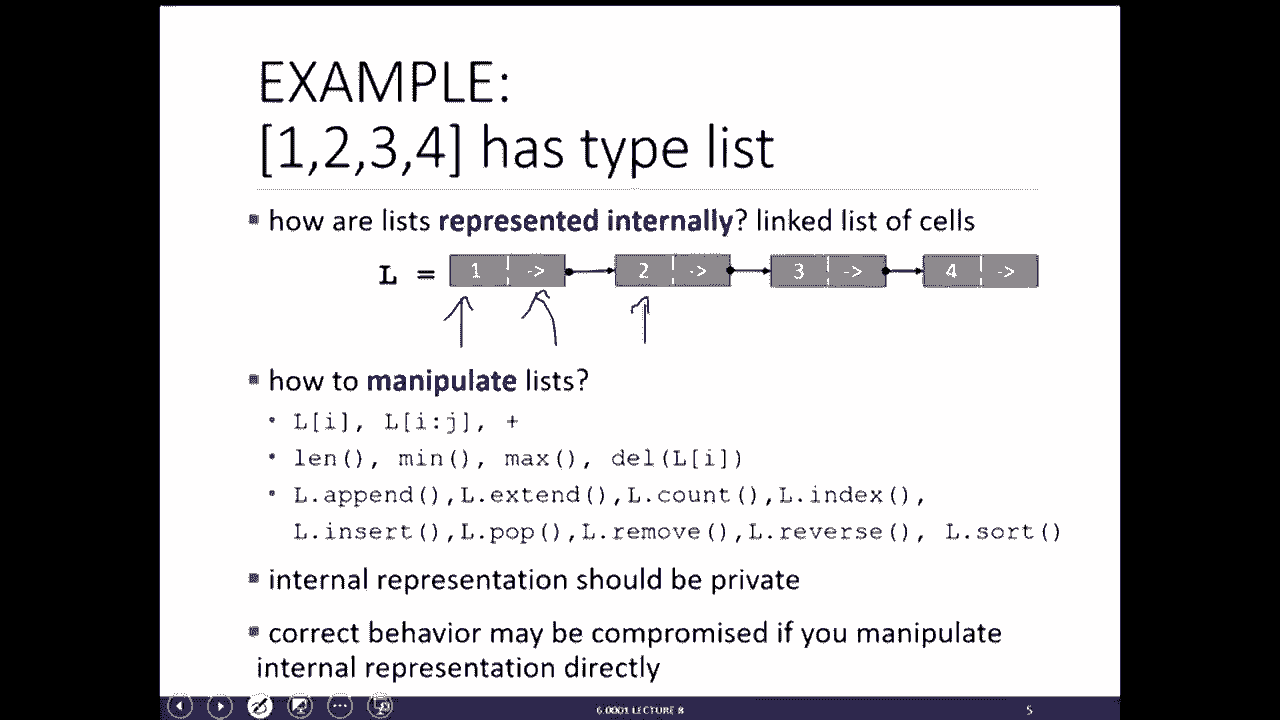 EXAMPLE:
[1,2,3,4] has type list
how are lists represented internally? linked list of cells
L = 1 -> 2 -> 3 -> 4 ->
how to manipulate lists?
L[i], L[i:j], +
len(), min(), max(), del(L[i])
L.append(),L.extend(),L.count(),L.index(),
L.insert(),L.pop(),L.remove(),L.reverse(), L.sort()
internal representation should be private
correct behavior may be compromised if you manipulate
internal representation directly
6.0001 LECTURE 8
5